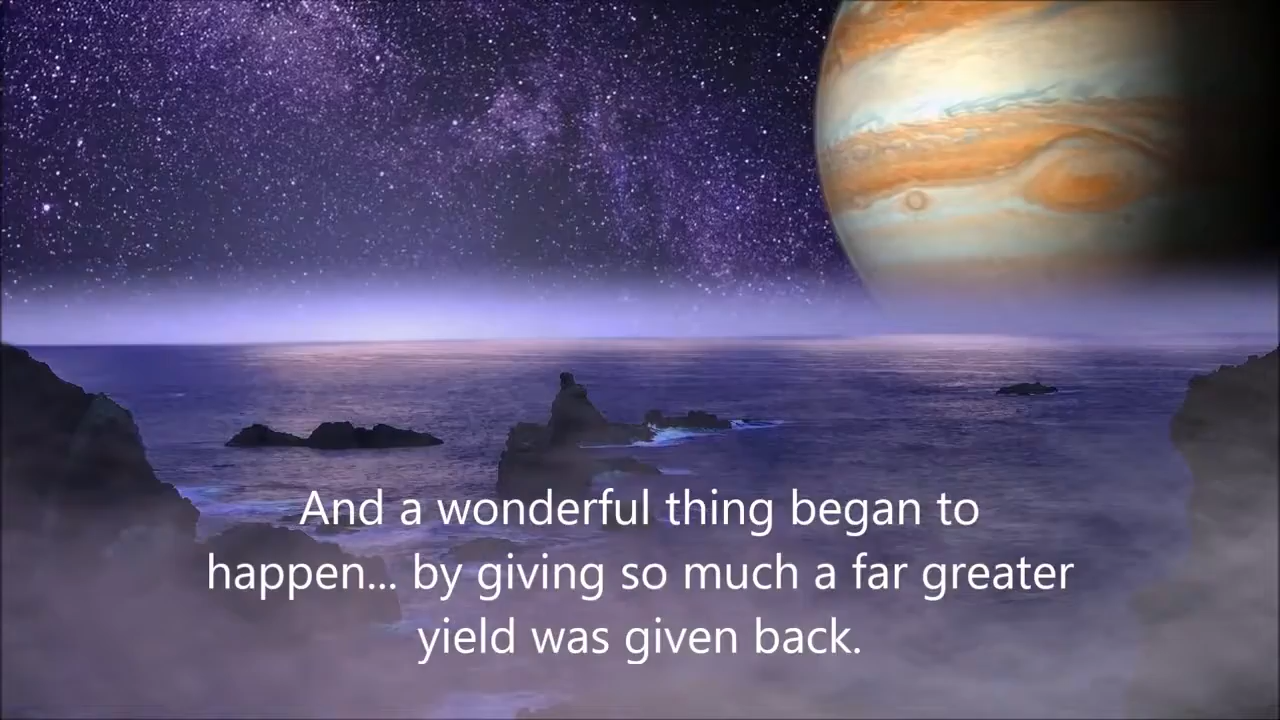 And a wonderful thing began to
happen... by giving so much a far greater
yield was given back.